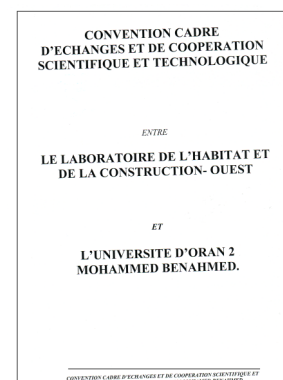 CONVENTION CADRE
D'ECHANGES ET DE COOPERATION
SCIENTIFIQUE ET TECHNOLOGIQUE
ENTRE
LE LABORATOIRE DE L'HABITAT ET
DE LA CONSTRUCTION- OUEST
ET
L'UNIVERSITE D'ORAN 2
MOHAMMED BENAHMED.
CONVENTION CADRE D'ECHANGES ET DE COOPERATION SCIENTIFIQUE ET